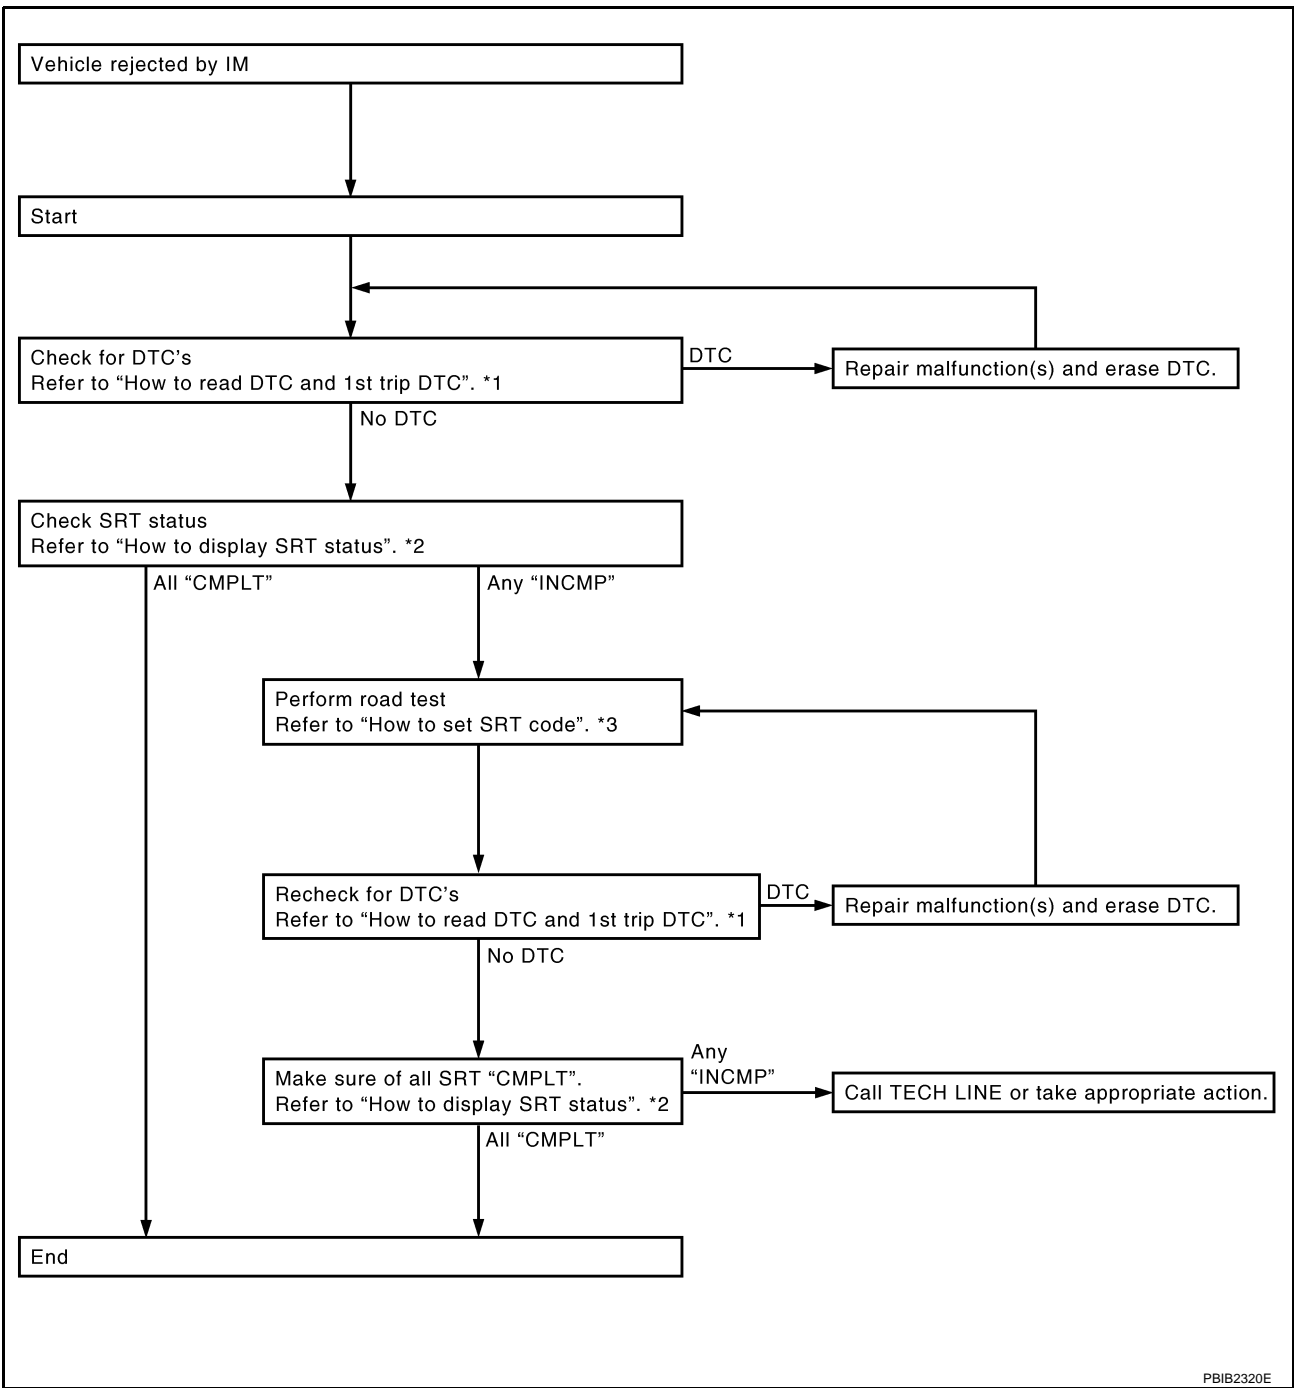 Vehicle rejected by IM
Start
Check for DTC's
Refer to “How to read DTC and 1st trip DTC”. *1
DTC
Repair malfunction(s) and erase DTC.
No DTC
Check SRT status
Refer to “How to display SRT status”. *2
All “CMPLT”
Any “INCMP”
Perform road test
Refer to “How to set SRT code”. *3
Recheck for DTC's
Refer to “How to read DTC and 1st trip DTC”. *1
DTC
Repair malfunction(s) and erase DTC.
No DTC
Make sure of all SRT “CMPLT”.
Refer to “How to display SRT status”. *2
Any
“INCMP”
Call TECH LINE or take appropriate action.
All “CMPLT”
End
PBIB2320E